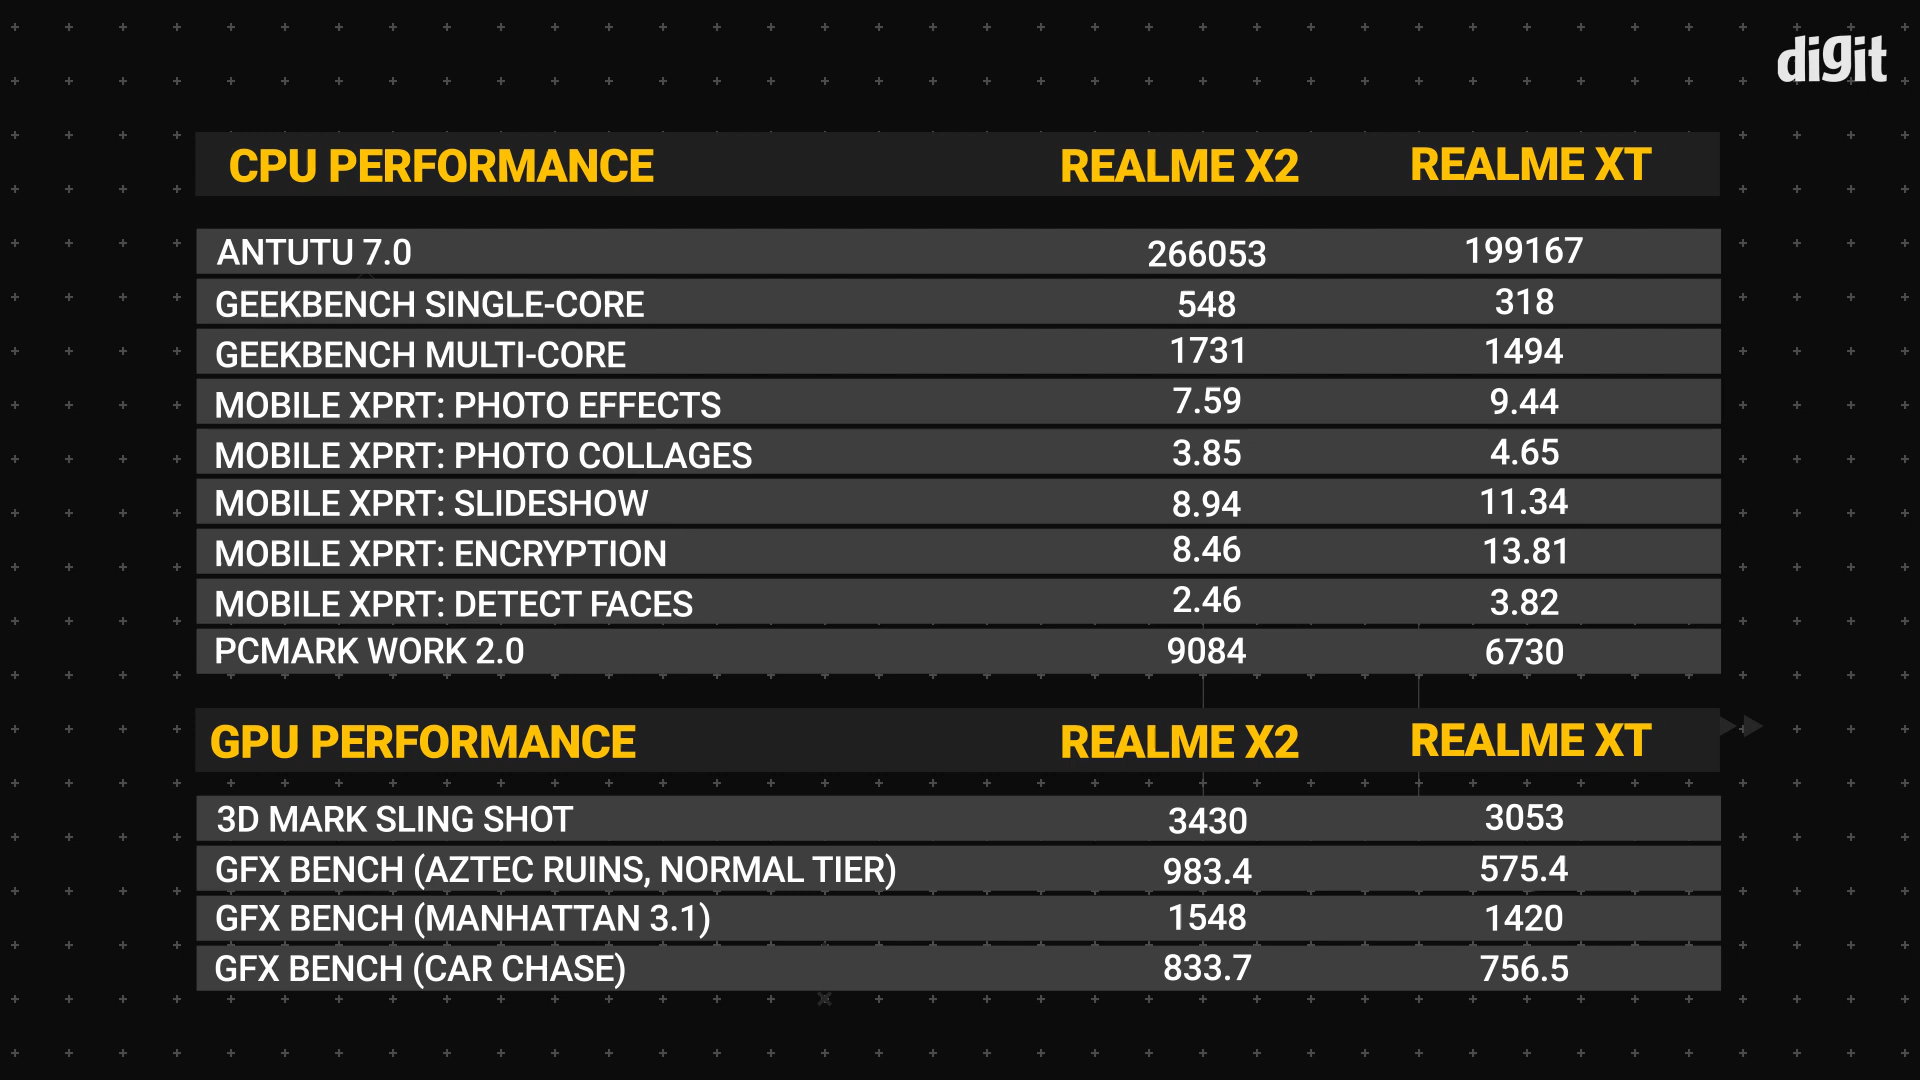 digit
CPU PERFORMANCE REALME X2 REALME XT
ANTUTU 7.0 266053 199167
GEEKBENCH SINGLE-CORE 548 318
GEEKBENCH MULTI-CORE 1731 1494
MOBILE XPRT: PHOTO EFFECTS 7.59 9.44
MOBILE XPRT: PHOTO COLLAGES 3.85 4.65
MOBILE XPRT: SLIDESHOW 8.94 11.34
MOBILE XPRT: ENCRYPTION 8.46 13.81
MOBILE XPRT: DETECT FACES 2.46 3.82
PCMARK WORK 2.0 9084 6730
GPU PERFORMANCE REALME X2 REALME XT
3D MARK SLING SHOT 3430 3053
GFX BENCH (AZTEC RUINS, NORMAL TIER) 983.4 575.4
GFX BENCH (MANHATTAN 3.1) 1548 1420
GFX BENCH (CAR CHASE) 833.7 756.5